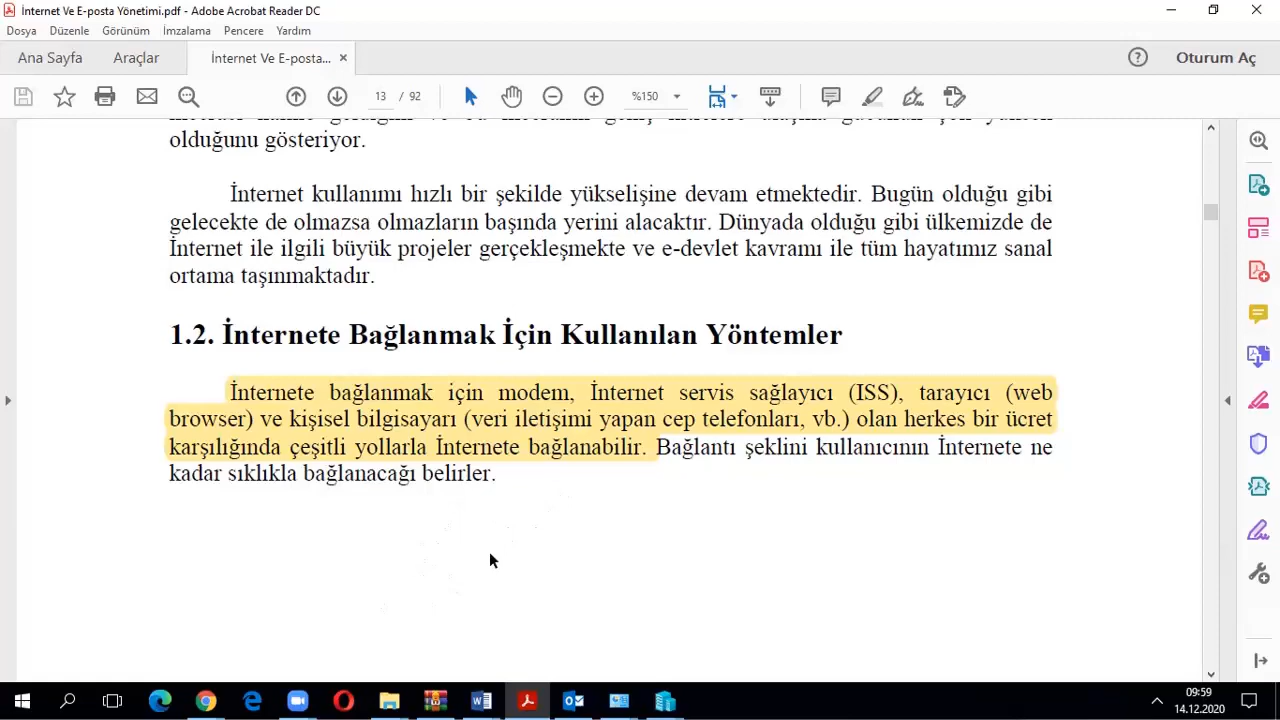 İnternet Ve E-posta Yönetimi.pdf - Adobe Acrobat Reader DC
Dosya Düzenle Görünüm İmzalama Pencere Yardım
Ana Sayfa Araçlar İnternet Ve E-posta... × ? Oturum Aç
13 / 92 %150
olduğunu gösteriyor.
İnternet kullanımı hızlı bir şekilde yükselişine devam etmektedir. Bugün olduğu gibi
gelecekte de olmazsa olmazların başında yerini alacaktır. Dünyada olduğu gibi ülkemizde de
İnternet ile ilgili büyük projeler gerçekleşmekte ve e-devlet kavramı ile tüm hayatımız sanal
ortama taşınmaktadır.
1.2. İnternete Bağlanmak İçin Kullanılan Yöntemler
İnternete bağlanmak için modem, İnternet servis sağlayıcı (ISS), tarayıcı (web
browser) ve kişisel bilgisayarı (veri iletişimi yapan cep telefonları, vb.) olan herkes bir ücret
karşılığında çeşitli yollarla İnternete bağlanabilir. Bağlantı şeklini kullanıcının İnternete ne
kadar sıklıkla bağlanacağı belirler.
09:59
14.12.2020